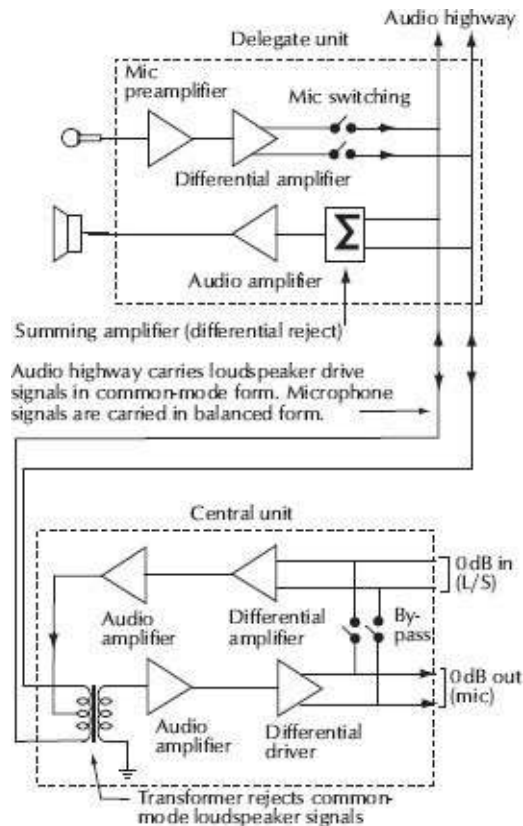 Audio highway
Delegate unit
Mic
preamplifier
Mic switching
Differential amplifier
Σ
Audio amplifier
Summing amplifier (differential reject)
Audio highway carries loudspeaker drive
signals in common-mode form. Microphone
signals are carried in balanced form.
Central unit
0 dB in
(L/S)
Audio
amplifier
Differential
amplifier
By-
pass
0 dB out
(mic)
Audio
amplifier
Differential
driver
Transformer rejects common-
mode loudspeaker signals